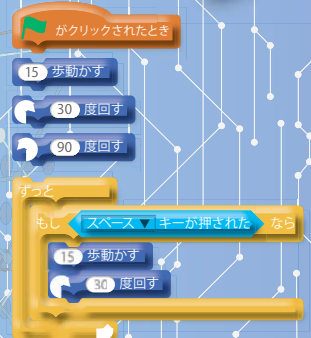 がクリックされたとき
15 歩動かす
30 度回す
90 度回す
ずっと
もし スペース キーが押された なら
15 歩動かす
30 度回す